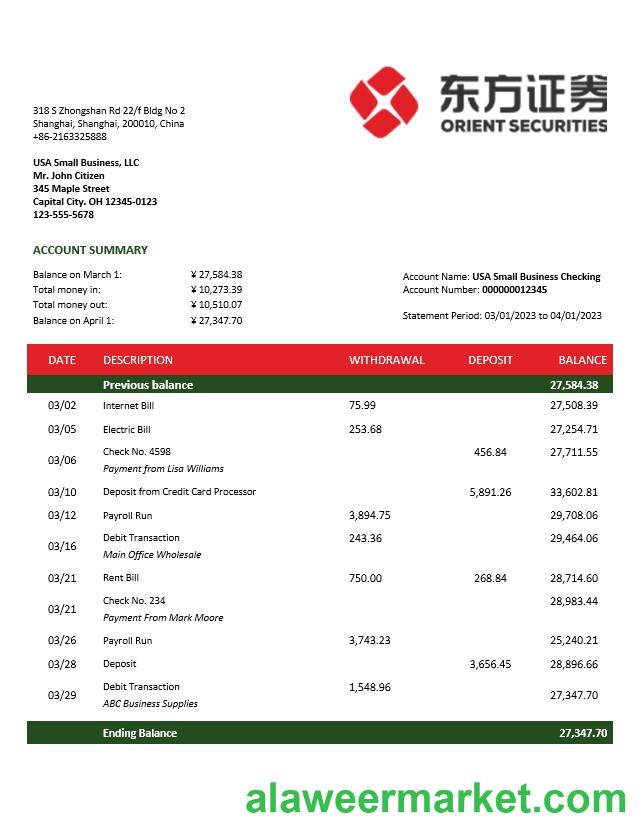 东方证券
ORIENT SECURITIES
318 S Zhongshan Rd 22/f Bldg No 2
Shanghai, Shanghai, 200010, China
+86-2163325888
USA Small Business, LLC
Mr. John Citizen
345 Maple Street
Capital City. OH 12345-0123
123-555-5678
ACCOUNT SUMMARY
Balance on March 1: ¥ 27,584.38
Total money in: ¥ 10,273.39
Total money out: ¥ 10,510.07
Balance on April 1: ¥ 27,347.70
Account Name: USA Small Business Checking
Account Number: 000000012345
Statement Period: 03/01/2023 to 04/01/2023
DATE DESCRIPTION WITHDRAWAL DEPOSIT BALANCE
Previous balance 27,584.38
03/02 Internet Bill 75.99 27,508.39
03/05 Electric Bill 253.68 27,254.71
03/06 Check No. 4598 456.84 27,711.55
Payment from Lisa Williams
03/10 Deposit from Credit Card Processor 5,891.26 33,602.81
03/12 Payroll Run 3,894.75 29,708.06
03/16 Debit Transaction 243.36 29,464.06
Main Office Wholesale
03/21 Rent Bill 750.00 268.84 28,714.60
03/21 Check No. 234 28,983.44
Payment From Mark Moore
03/26 Payroll Run 3,743.23 25,240.21
03/28 Deposit 3,656.45 28,896.66
03/29 Debit Transaction 1,548.96 27,347.70
ABC Business Supplies
Ending Balance 27,347.70
alaweermarket.com